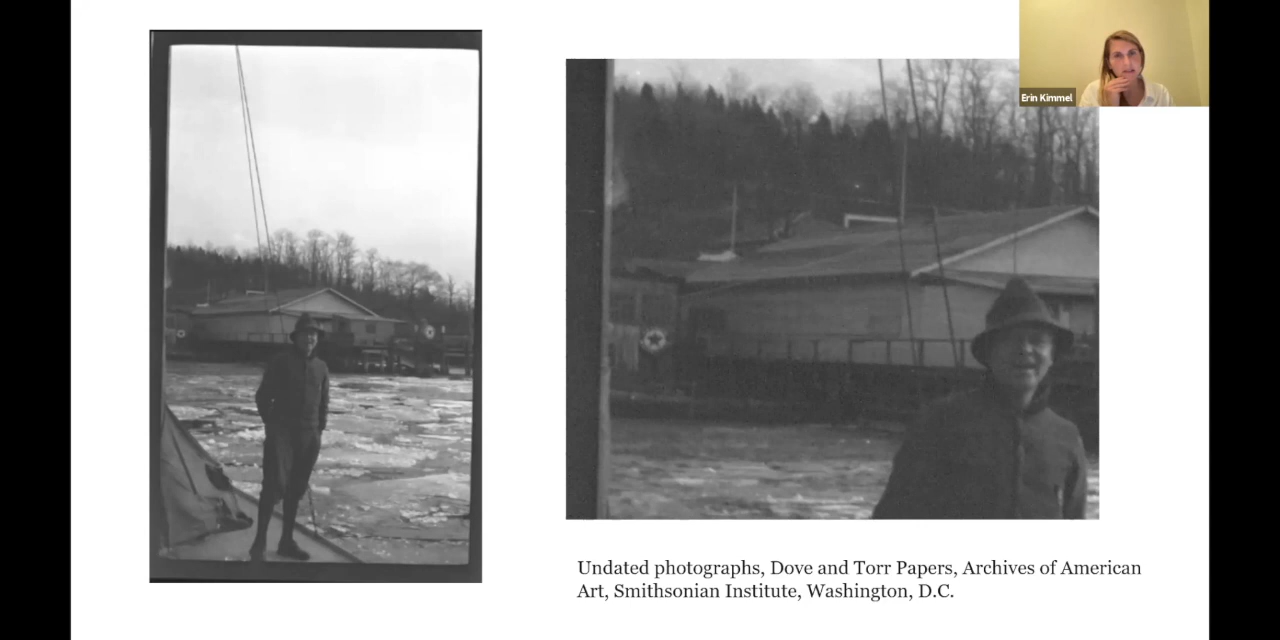 Erin Kimmel
Undated photographs, Dove and Torr Papers, Archives of American
Art, Smithsonian Institute, Washington, D.C.